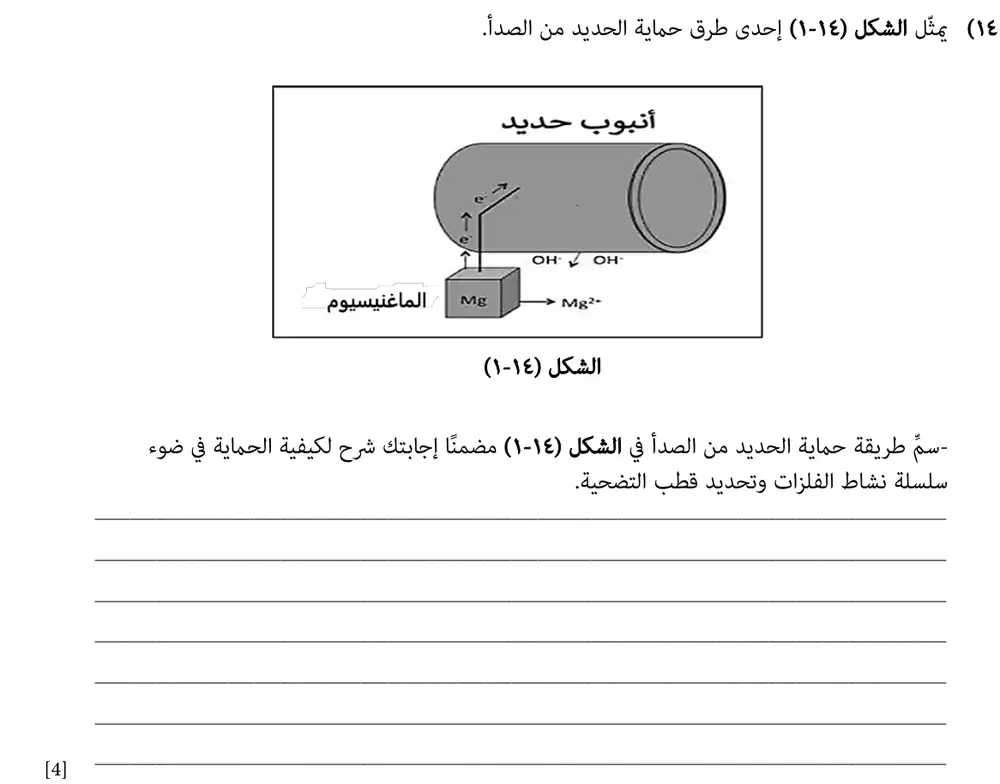 ١٤) يمثّل الشكل (١٤-١) إحدى طرق حماية الحديد من الصدأ.
أنبوب حديد
e-
e-
OH- OH-
الماغنيسيوم Mg Mg2+
الشكل (١٤-١)
-سمِّ طريقة حماية الحديد من الصدأ في الشكل (١٤-١) مضمنًا إجابتك شرح لكيفية الحماية في ضوء
سلسلة نشاط الفلزات وتحديد قطب التضحية.
[4]